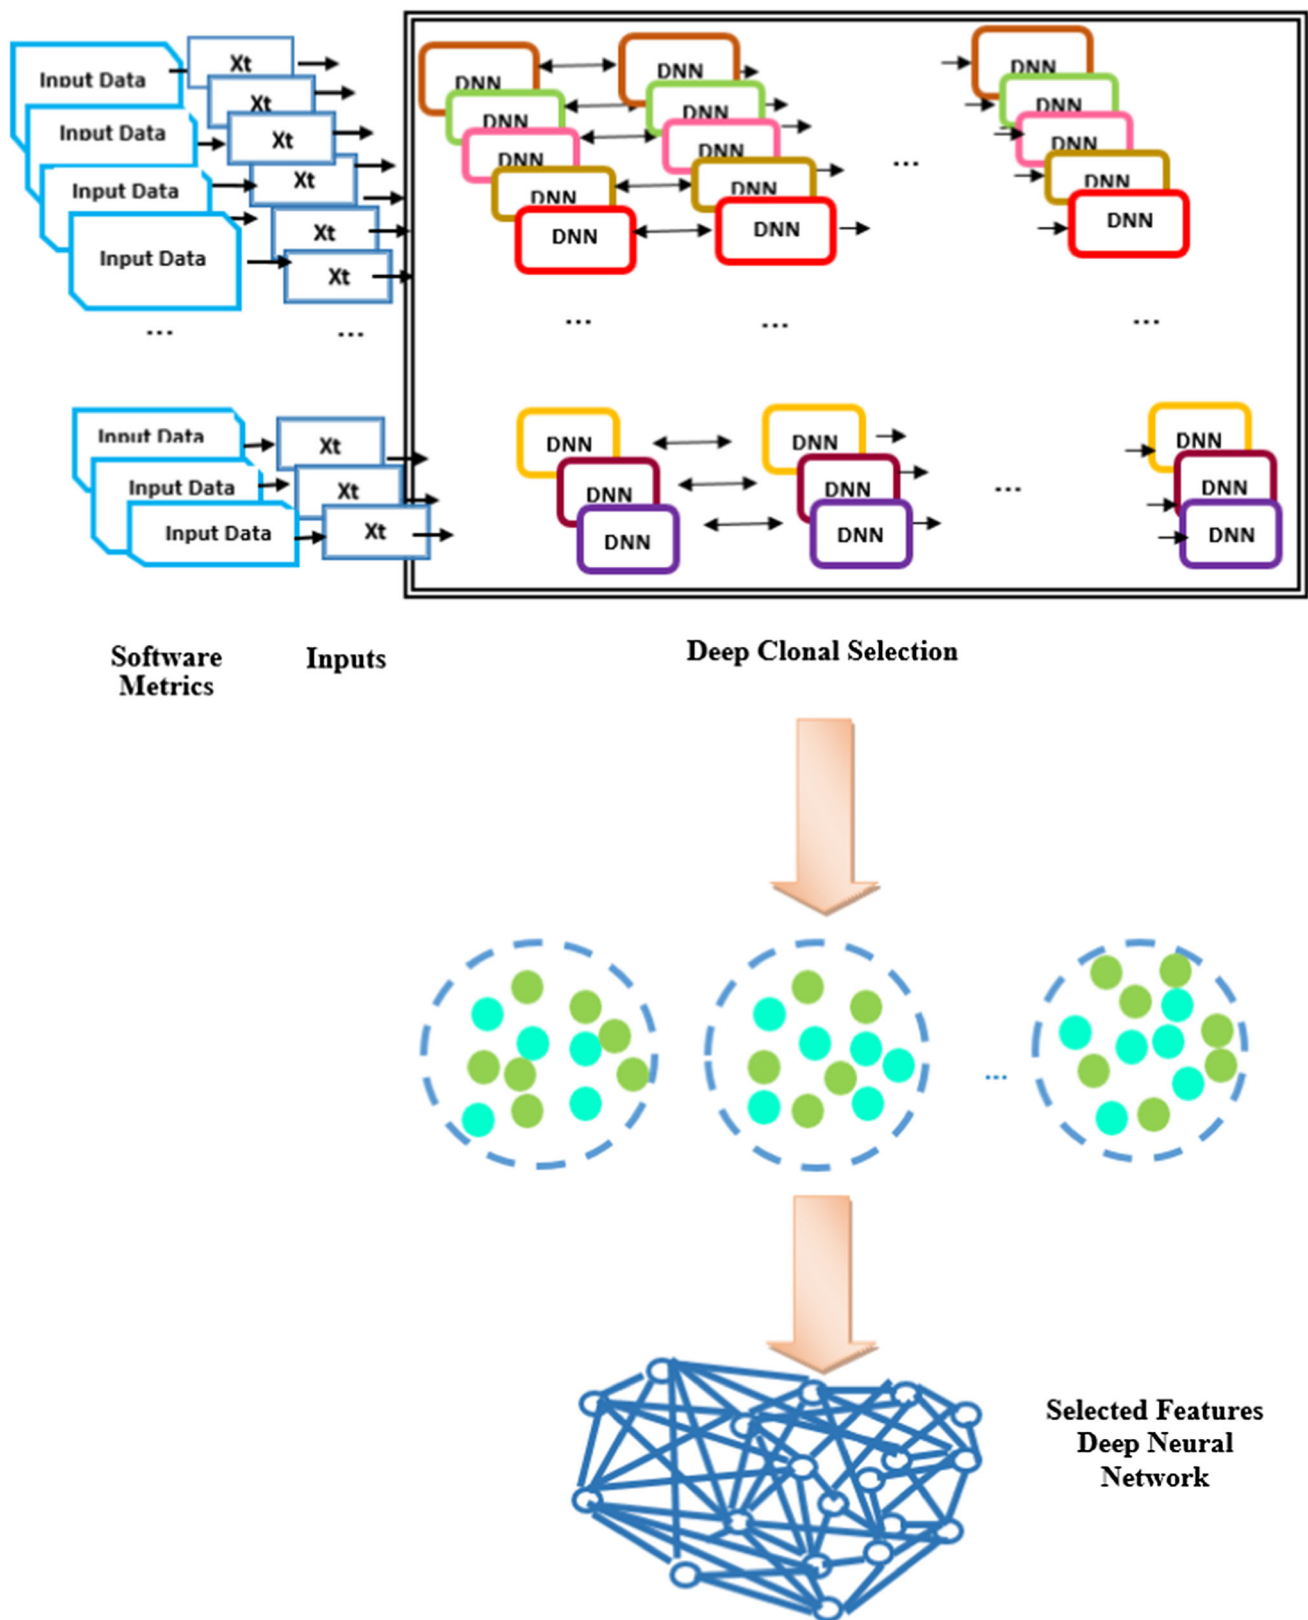 Input Data
Input Data
Input Data
Input Data
...
Xt
Xt
Xt
Xt
Xt
Xt
...
DNN
DNN
DNN
DNN
DNN
...
DNN
DNN
DNN
DNN
DNN
...
...
DNN
DNN
DNN
DNN
DNN
...
Input Data
Input Data
Input Data
Xt
Xt
Xt
DNN
DNN
DNN
DNN
DNN
DNN
...
DNN
DNN
DNN
Software
Metrics
Inputs
Deep Clonal Selection
...
Selected Features
Deep Neural
Network